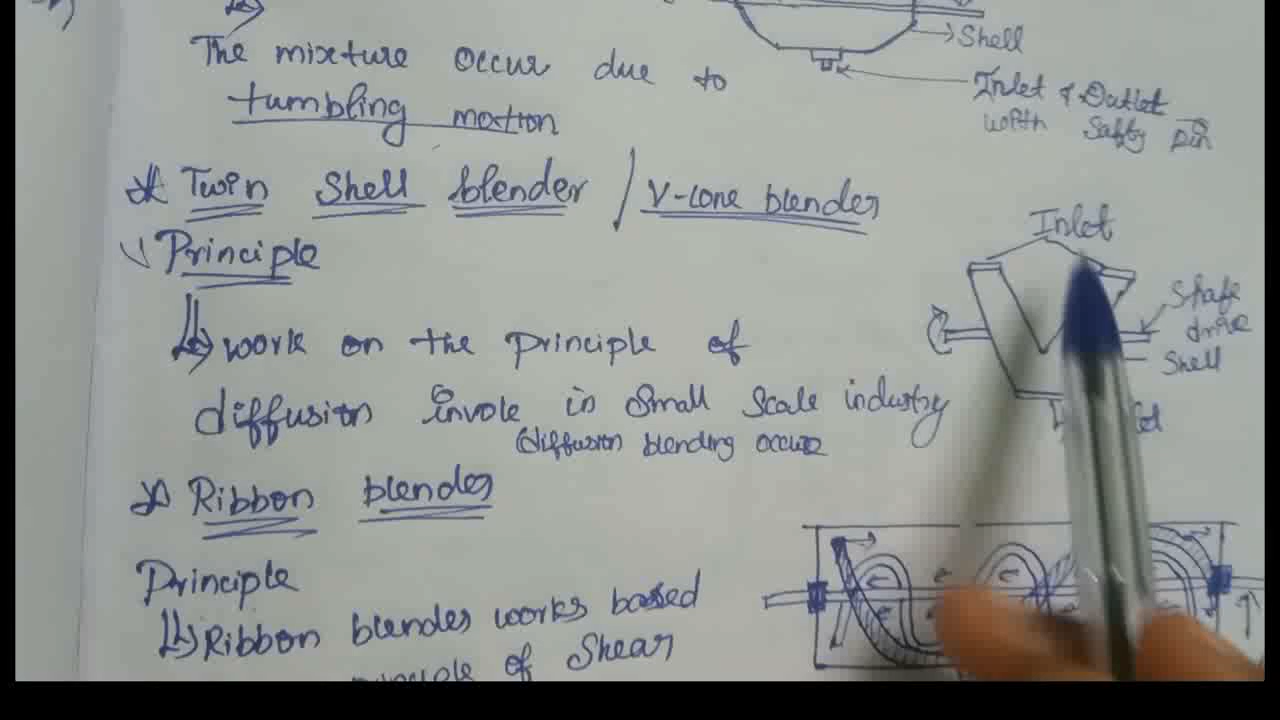 The mixture occur due to
tumbling motion
Shell
Inlet & Outlet
with Safty pin
Twin Shell blender / V-Cone blender
Principle
work on the principle of
diffusion Invole in Small Scale industry
(diffusion blending occur
Inlet
Shaft
drive
Shell
Ribbon blender
Principle
Ribbon blender works based
principle of Shear